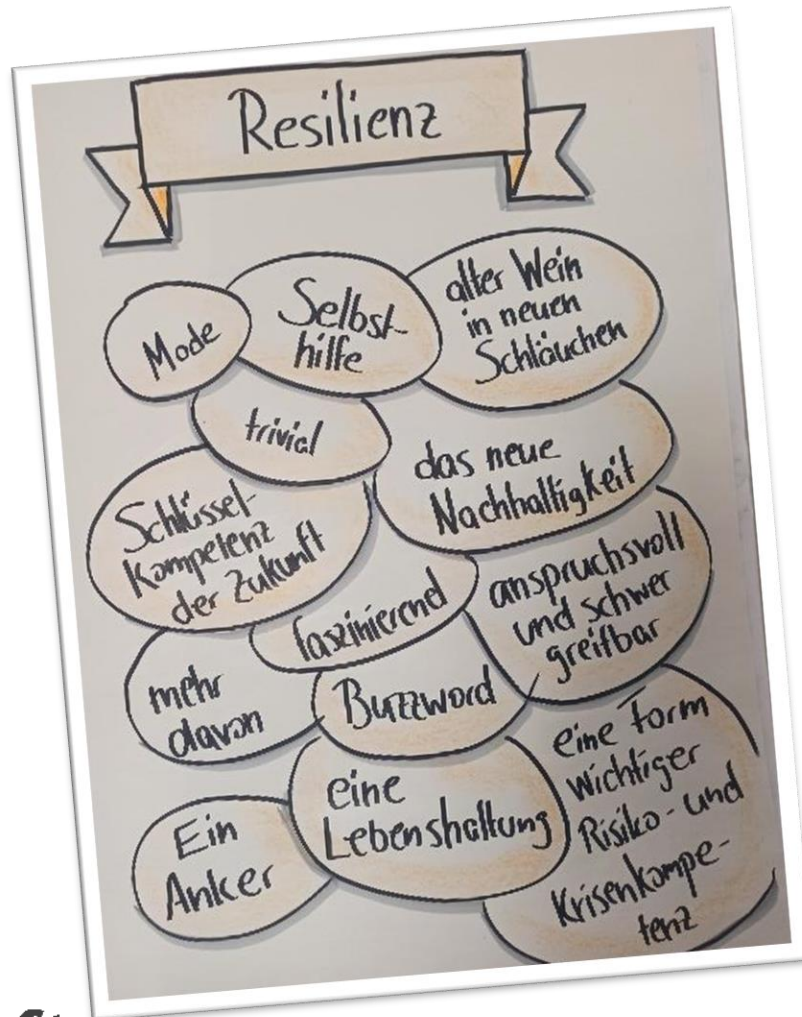 Resilienz
Mode
Selbst-
hilfe
alter Wein
in neuen
Schläuchen
trivial
das neue
Nachhaltigkeit
Schlüssel-
kompetenz
der Zukunft
faszinierend
anspruchsvoll
und schwer
greifbar
mehr
davon
Buzzword
eine Form
wichtiger
Risiko- und
Krisenkompe-
tenz
eine
Lebenshaltung
Ein
Anker